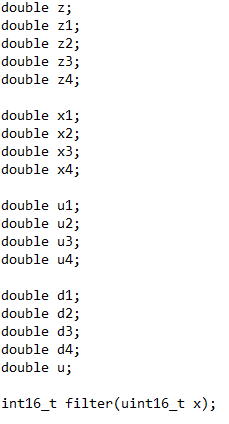 double z;
double z1;
double z2;
double z3;
double z4;

double x1;
double x2;
double x3;
double x4;

double u1;
double u2;
double u3;
double u4;

double d1;
double d2;
double d3;
double d4;
double u;

int16_t filter(uint16_t x);